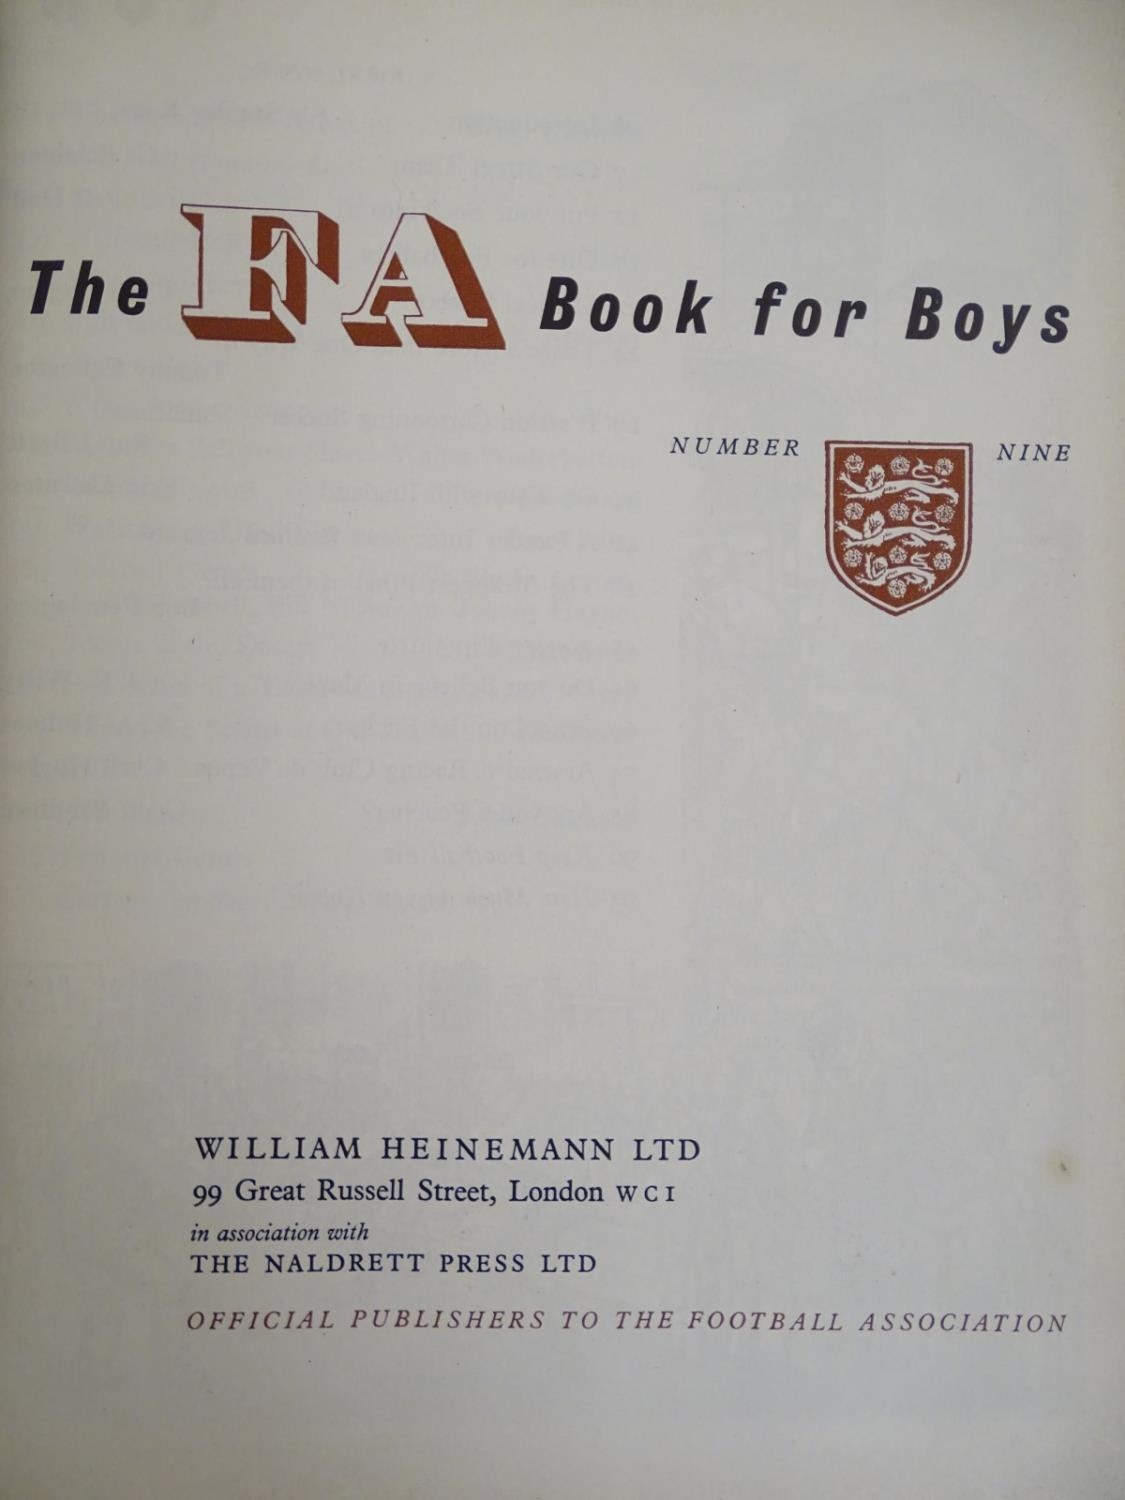 The FA Book for Boys
NUMBER NINE
WILLIAM HEINEMANN LTD
99 Great Russell Street, London WC1
in association with
THE NALDRETT PRESS LTD
OFFICIAL PUBLISHERS TO THE FOOTBALL ASSOCIATION